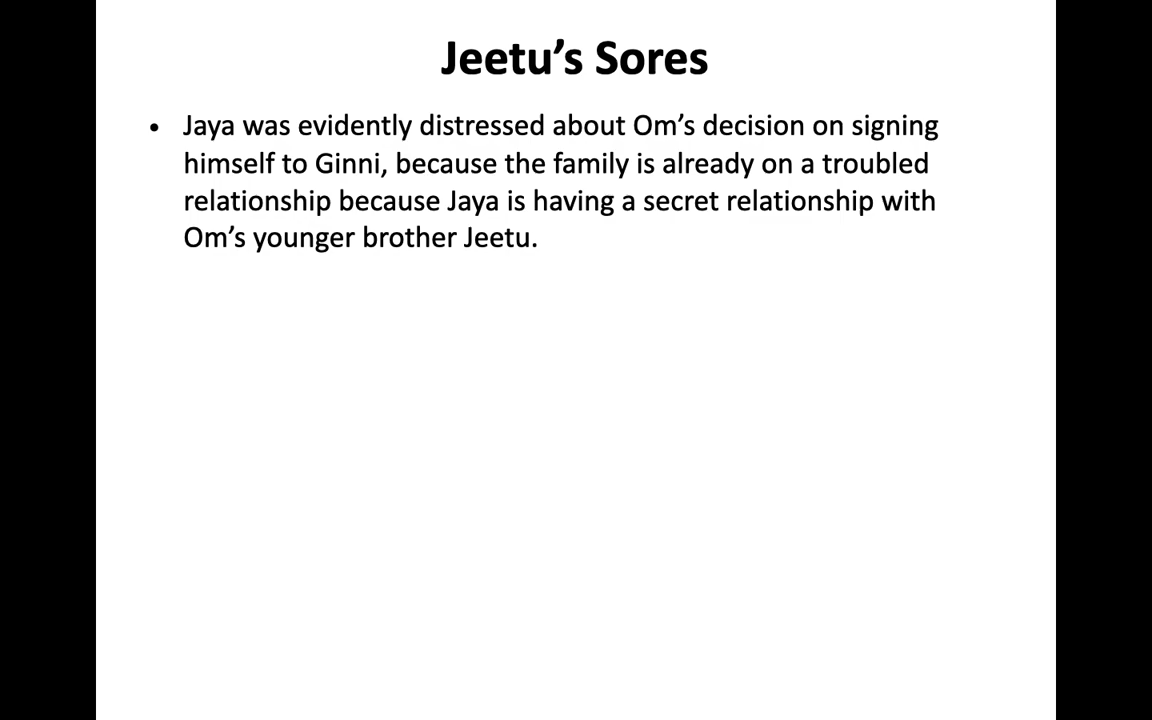 Jeetu’s Sores
• Jaya was evidently distressed about Om’s decision on signing
himself to Ginni, because the family is already on a troubled
relationship because Jaya is having a secret relationship with
Om’s younger brother Jeetu.